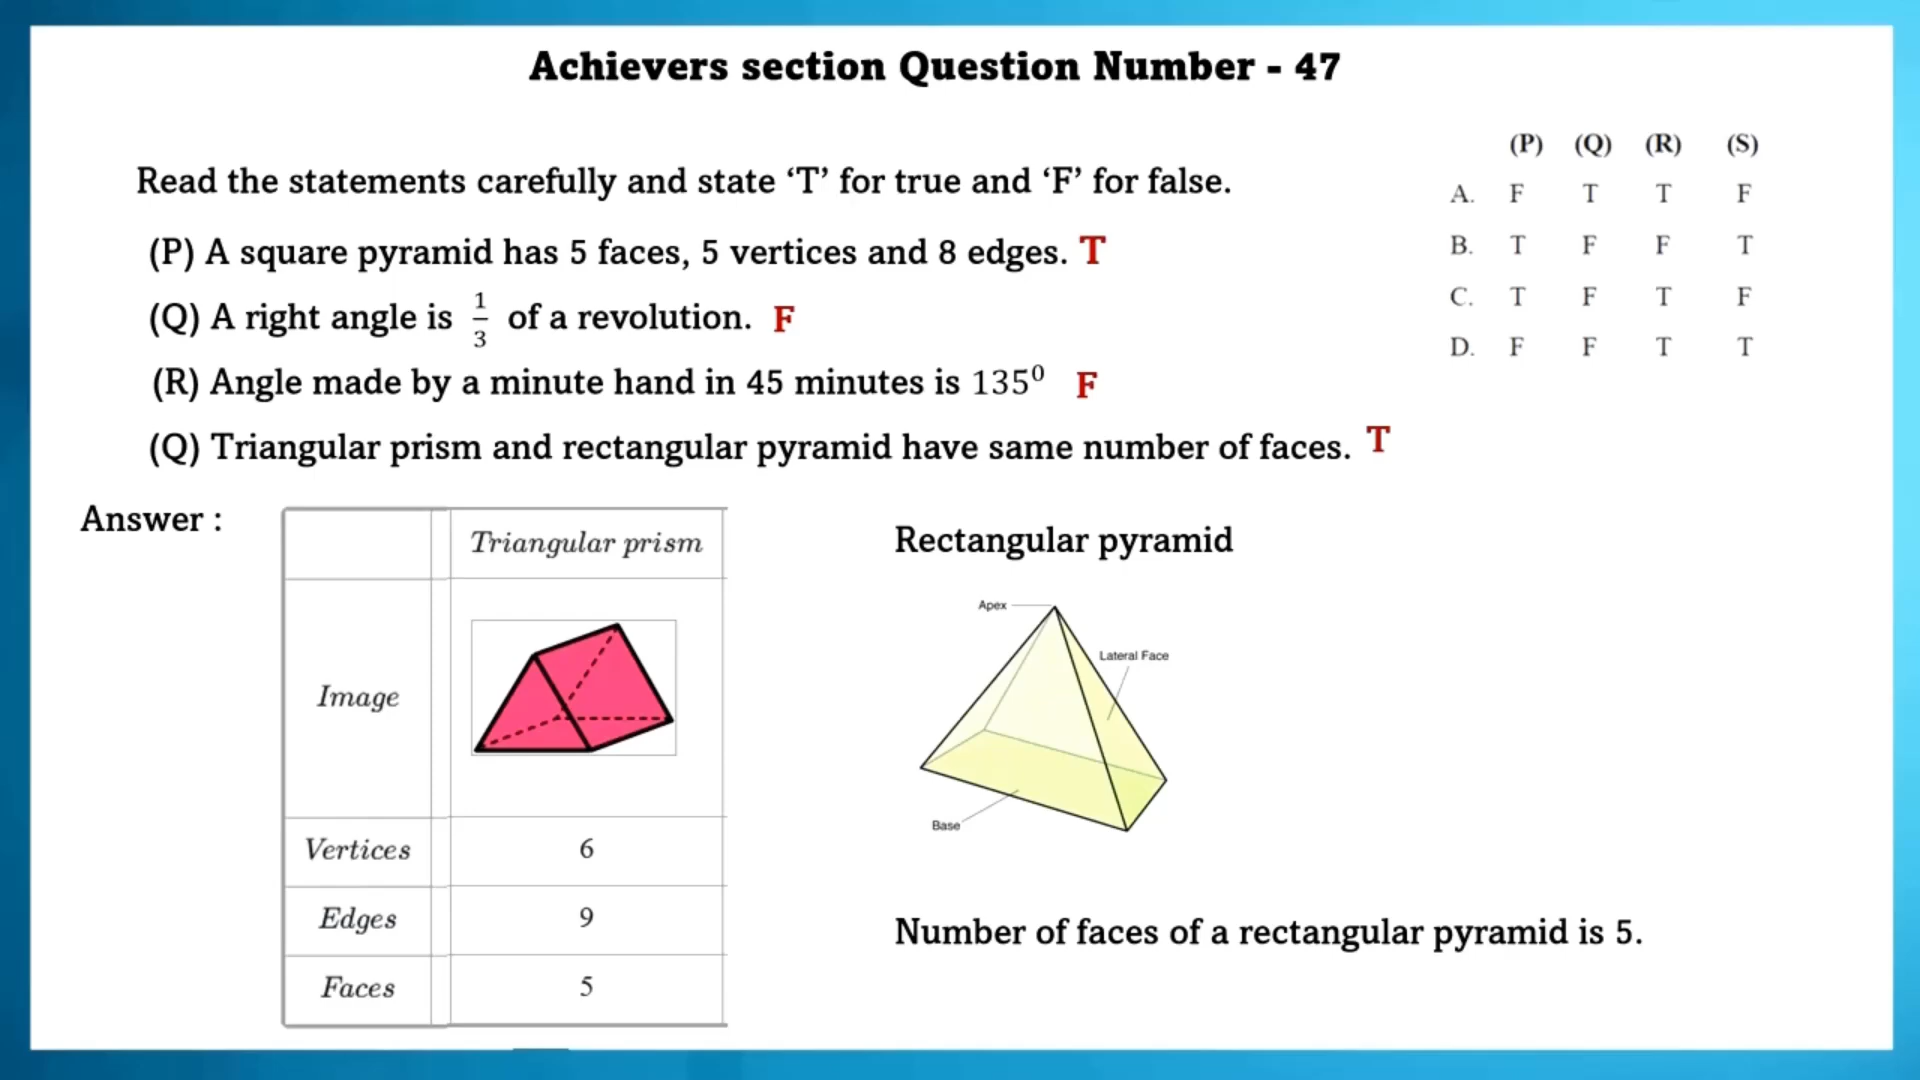 Achievers section Question Number - 47
Read the statements carefully and state ‘T’ for true and ‘F’ for false.
(P) A square pyramid has 5 faces, 5 vertices and 8 edges. T
(Q) A right angle is 1/3 of a revolution. F
(R) Angle made by a minute hand in 45 minutes is 135⁰ F
(Q) Triangular prism and rectangular pyramid have same number of faces. T
(P) (Q) (R) (S)
A. F T T F
B. T F F T
C. T F T F
D. F F T T
Answer :
Triangular prism
Image
Vertices 6
Edges 9
Faces 5
Rectangular pyramid
Apex
Lateral Face
Base
Number of faces of a rectangular pyramid is 5.